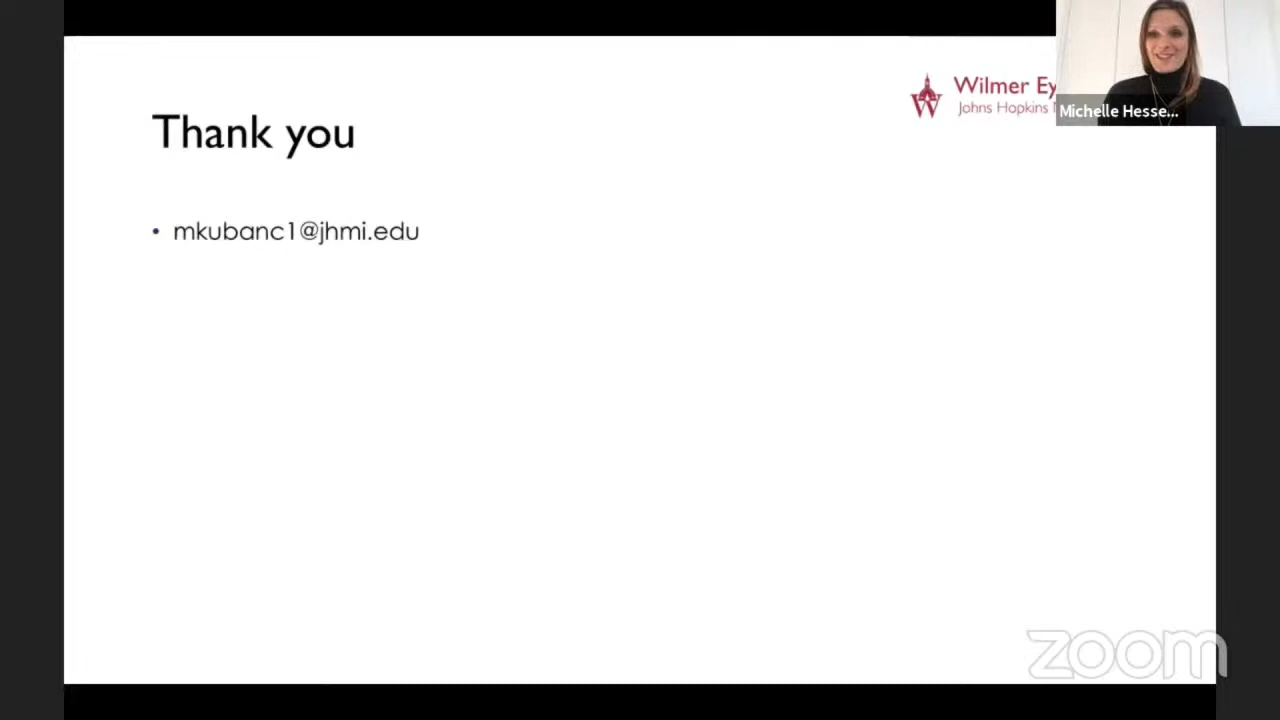 Wilmer Ey
Johns Hopkins
Michelle Hesse...
Thank you
• mkubanc1@jhmi.edu
zoom